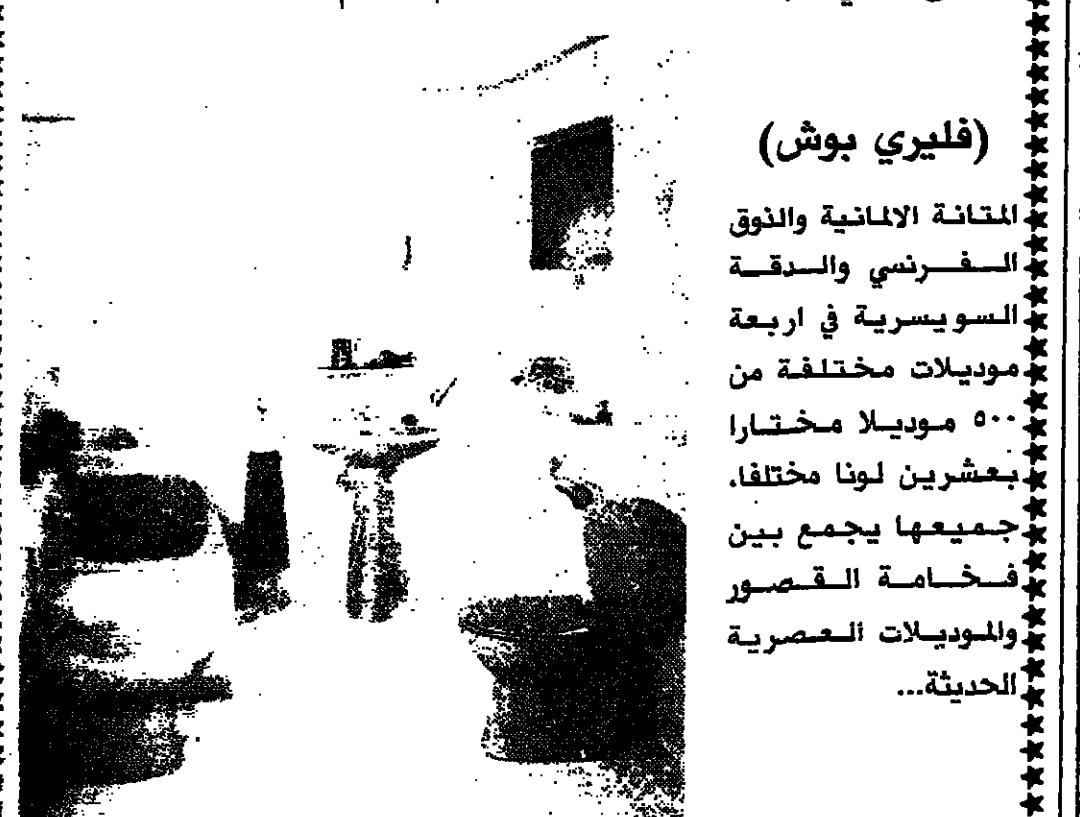 (فليري بوش)
المتانة الالمانية والذوق
الفرنسي والدقة
السويسرية في اربعة
موديلات مختلفة من
٥٠٠ موديلا مختارا
بعشرين لونا مختلفا.
جميعها يجمع بين
فخامة القصور
والموديلات العصرية
الحديثة...